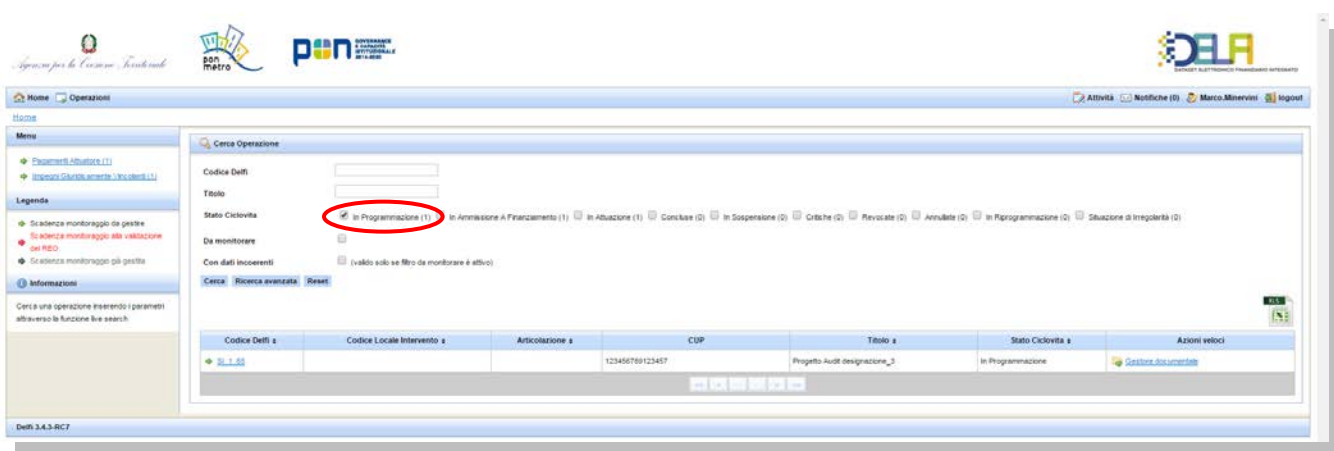 Agenzia per la Coesione Territoriale
pon metro
pon GOVERNANCE E CAPACITÀ ISTITUZIONALE 2014-2020
DELFI
Home Operazioni
Attività Notifiche (0) Marco.Minervini logout
Home
Menu
Pagamenti Attuatore (1)
Impegni Giuridicamente Vincolanti (1)
Legenda
Scadenza monitoraggio da gestire
Scadenza monitoraggio alla validazione
del REO
Scadenza monitoraggio già gestita
Informazioni
Cerca una operazione inserendo i parametri
attraverso la funzione live search
Cerca Operazione
Codice Delfi
Titolo
Stato Ciclovita In Programmazione (1) In Ammissione A Finanziamento (1) In Attuazione (1) Concluse (0) In Sospensione (0) Critiche (0) Revocate (0) Annullate (0) In Riprogrammazione (0) Situazione di Irregolarità (0)
Da monitorare
Con dati incoerenti (valido solo se filtro da monitorare è attivo)
Cerca Ricerca avanzata Reset
XLS
Codice Delfi Codice Locale Intervento Articolazione CUP Titolo Stato Ciclovita Azioni veloci
SI_1_65 123456789123457 Progetto Audit designazione_3 In Programmazione Gestore documentale
Delfi 3.4.3-RC7